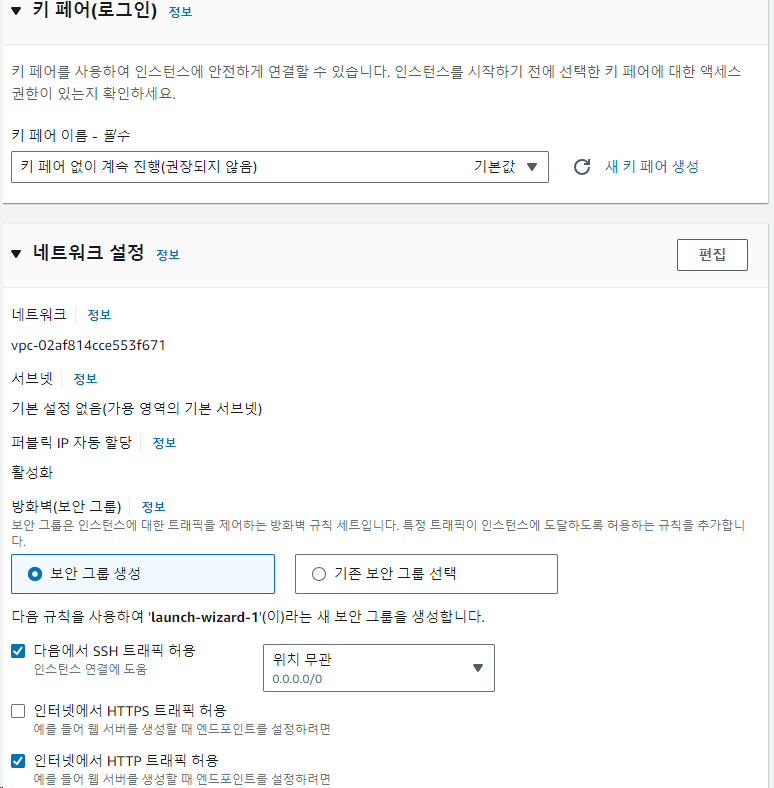 ▼ 키 페어(로그인) 정보
키 페어를 사용하여 인스턴스에 안전하게 연결할 수 있습니다. 인스턴스를 시작하기 전에 선택한 키 페어에 대한 액세스
권한이 있는지 확인하세요.
키 페어 이름 - 필수
키 페어 없이 계속 진행(권장되지 않음) 기본값 ▼ 새 키 페어 생성
▼ 네트워크 설정 정보 편집
네트워크 정보
vpc-02af814cce553f671
서브넷 정보
기본 설정 없음(가용 영역의 기본 서브넷)
퍼블릭 IP 자동 할당 정보
활성화
방화벽(보안 그룹) 정보
보안 그룹은 인스턴스에 대한 트래픽을 제어하는 방화벽 규칙 세트입니다. 특정 트래픽이 인스턴스에 도달하도록 허용하는 규칙을 추가합니
다.
보안 그룹 생성 기존 보안 그룹 선택
다음 규칙을 사용하여 'launch-wizard-1'(이)라는 새 보안 그룹을 생성합니다.
다음에서 SSH 트래픽 허용 위치 무관
인스턴스 연결에 도움 0.0.0.0/0
인터넷에서 HTTPS 트래픽 허용
예를 들어 웹 서버를 생성할 때 엔드포인트를 설정하려면
인터넷에서 HTTP 트래픽 허용
예를 들어 웹 서버를 생성할 때 엔드포인트를 설정하려면